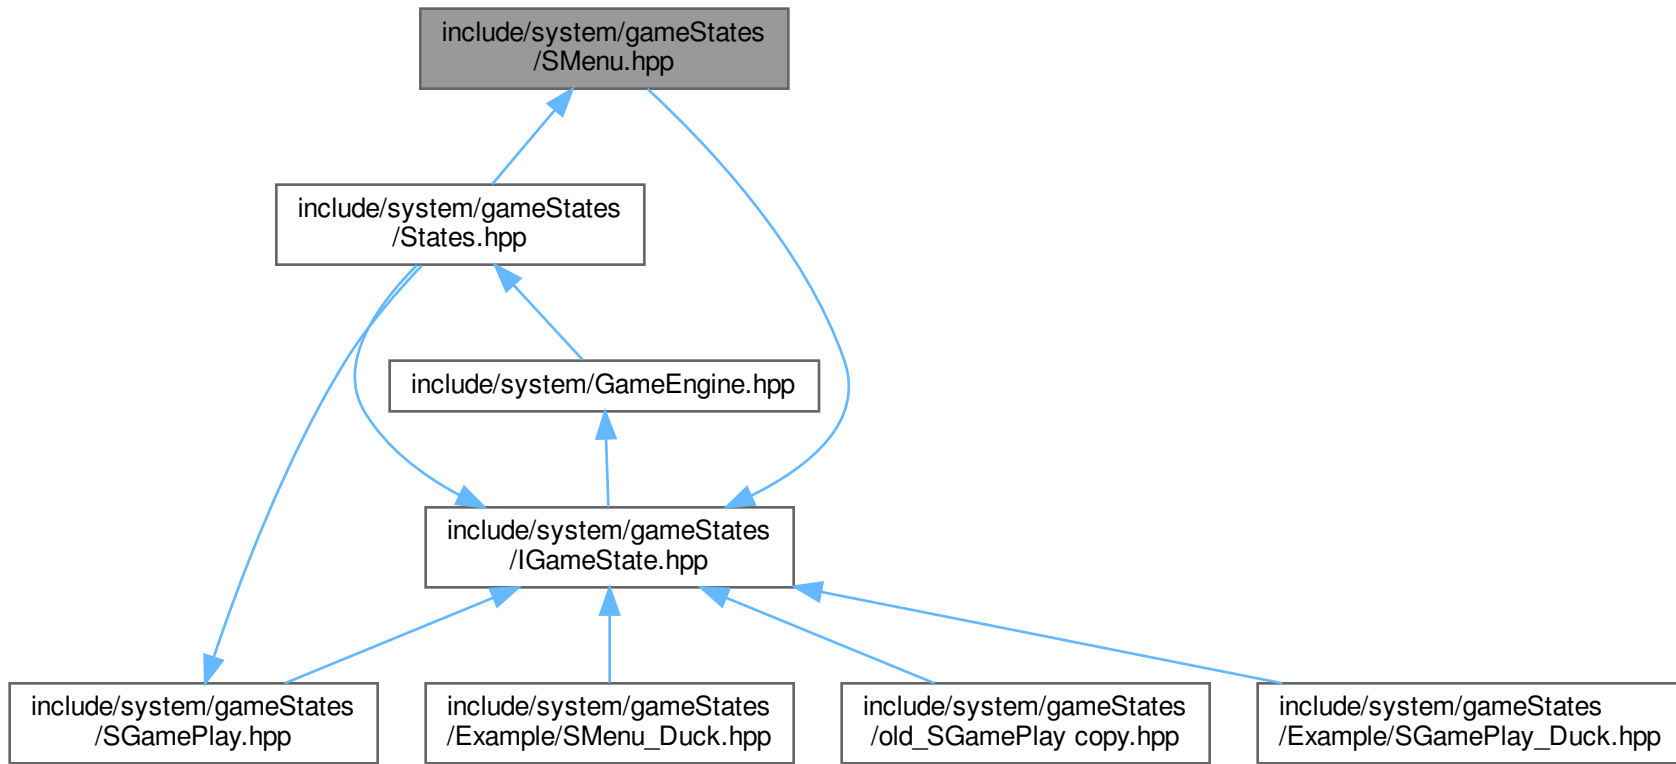 include/system/gameStates
/SMenu.hpp
include/system/gameStates
/States.hpp
include/system/GameEngine.hpp
include/system/gameStates
/IGameState.hpp
include/system/gameStates
/SGamePlay.hpp
include/system/gameStates
/Example/SMenu_Duck.hpp
include/system/gameStates
/old_SGamePlay copy.hpp
include/system/gameStates
/Example/SGamePlay_Duck.hpp